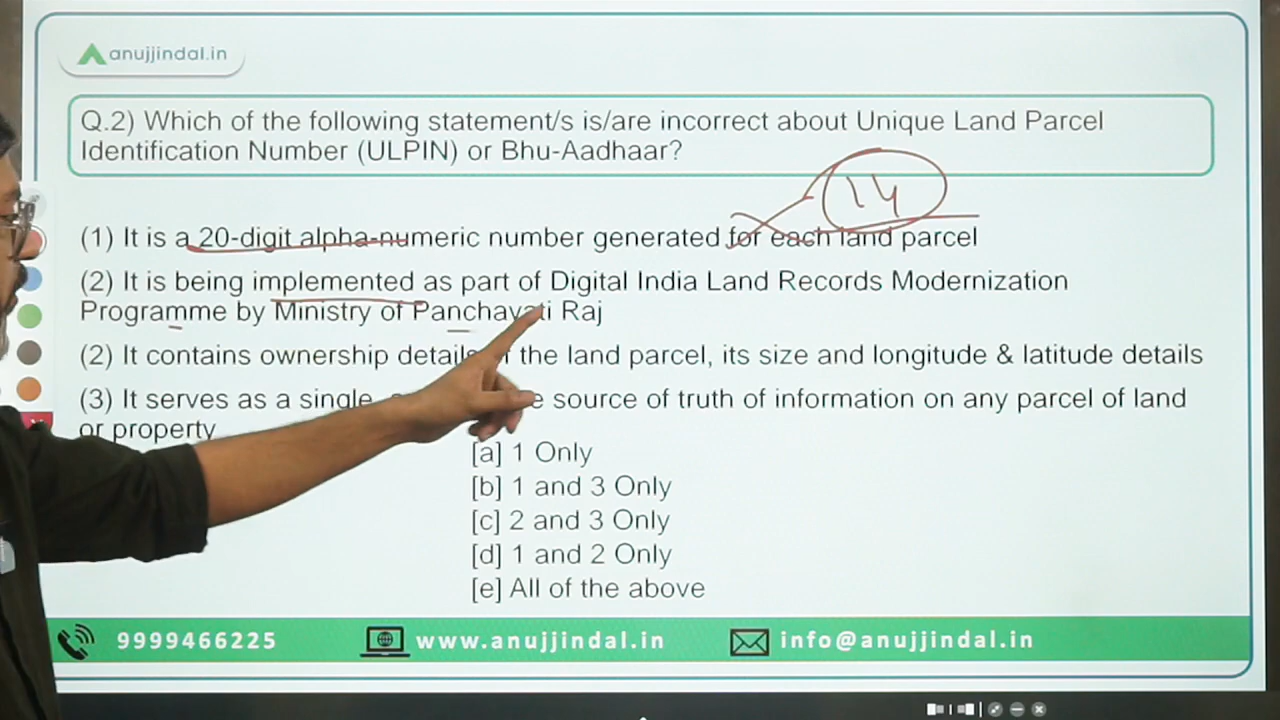 anujjindal.in
Q.2) Which of the following statement/s is/are incorrect about Unique Land Parcel
Identification Number (ULPIN) or Bhu-Aadhaar?
14
(1) It is a 20-digit alpha-numeric number generated for each land parcel
(2) It is being implemented as part of Digital India Land Records Modernization
Programme by Ministry of Panchayati Raj
(2) It contains ownership details the land parcel, its size and longitude & latitude details
(3) It serves as a single, source of truth of information on any parcel of land
or property
[a] 1 Only
[b] 1 and 3 Only
[c] 2 and 3 Only
[d] 1 and 2 Only
[e] All of the above
9999466225 www.anujjindal.in info@anujjindal.in